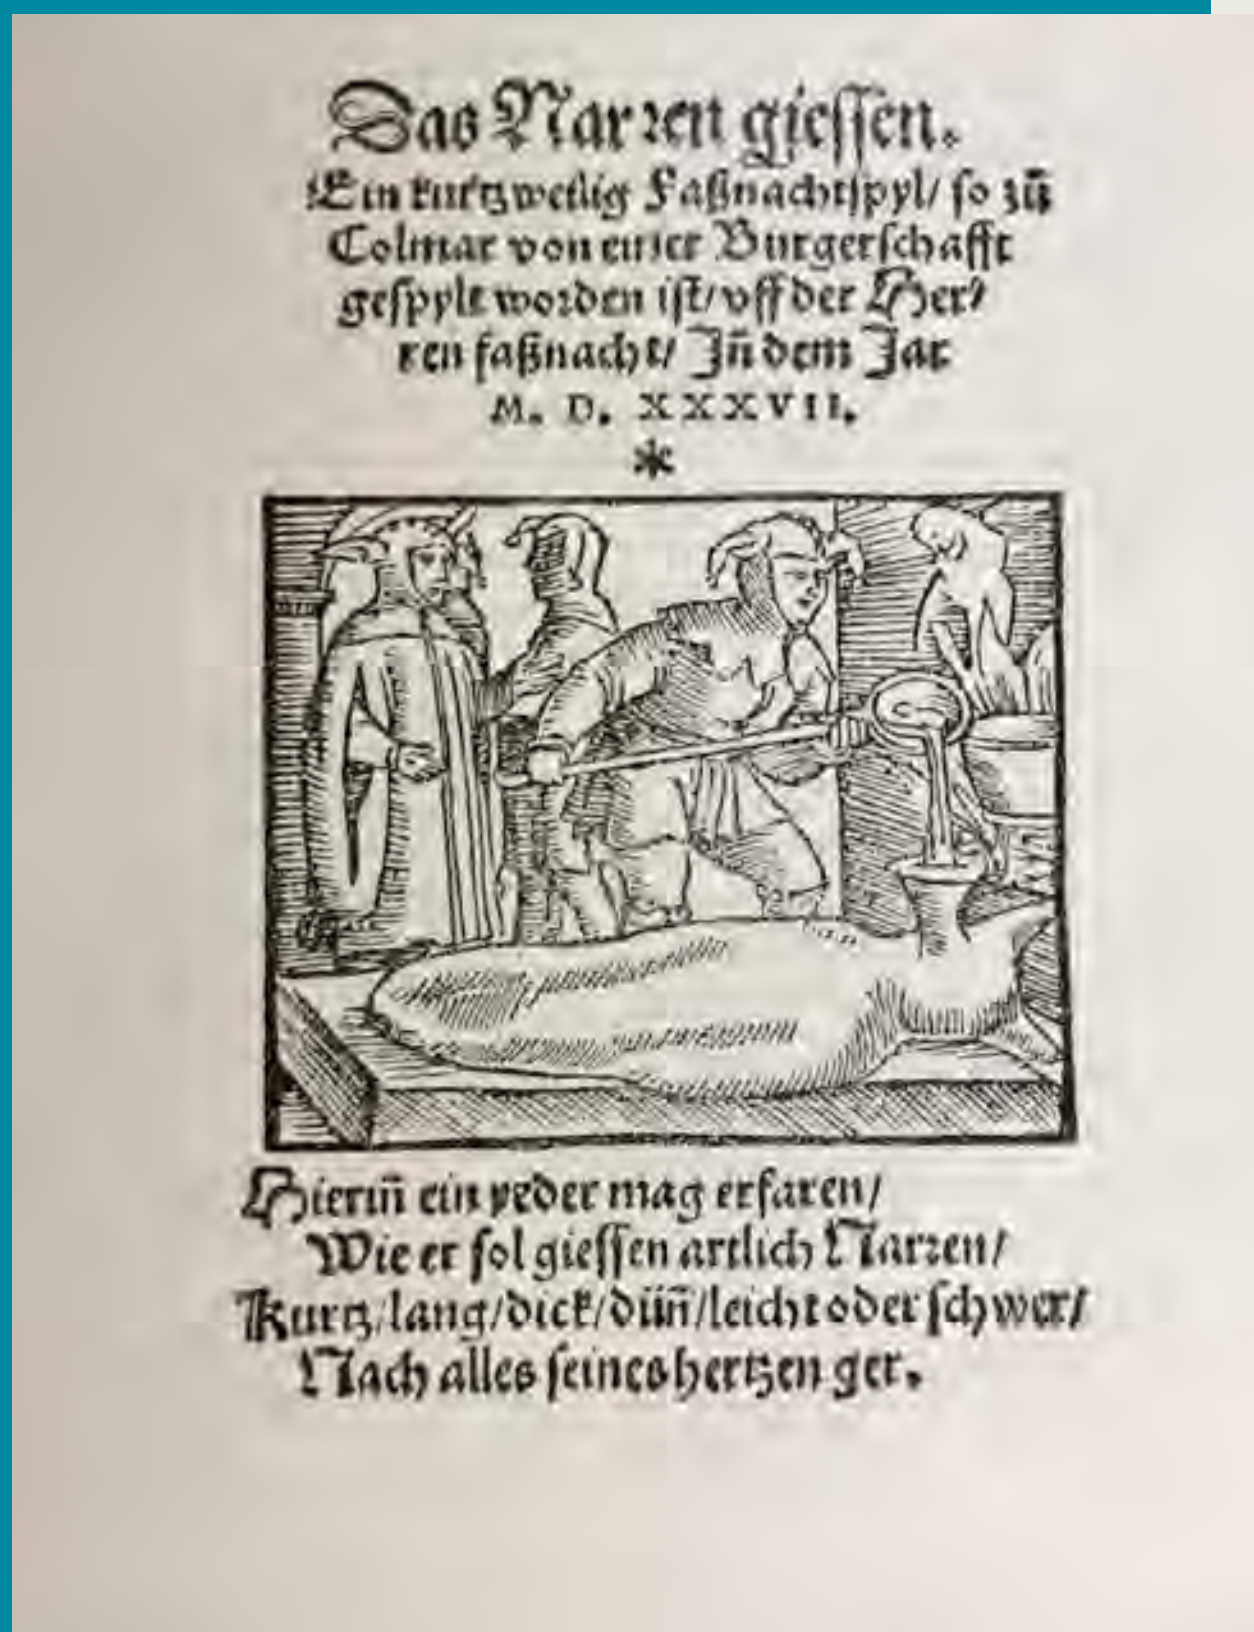 Das Narren giessen.
Ein kurtzweilig Faßnachtspyl/ so zů
Colmar von einer Burgerschafft
gespylt worden ist/ vff der Her⸗
ren faßnacht/ Jn̄ dem Jar
M. D. XXXVII.
*
Hierin̄ ein yeder mag erfaren/
Wie er sol giessen artlich Narren/
Kurtz/ lang/ dick/ dün̄/ leicht oder schwer/
Nach alles seines hertzen ger.